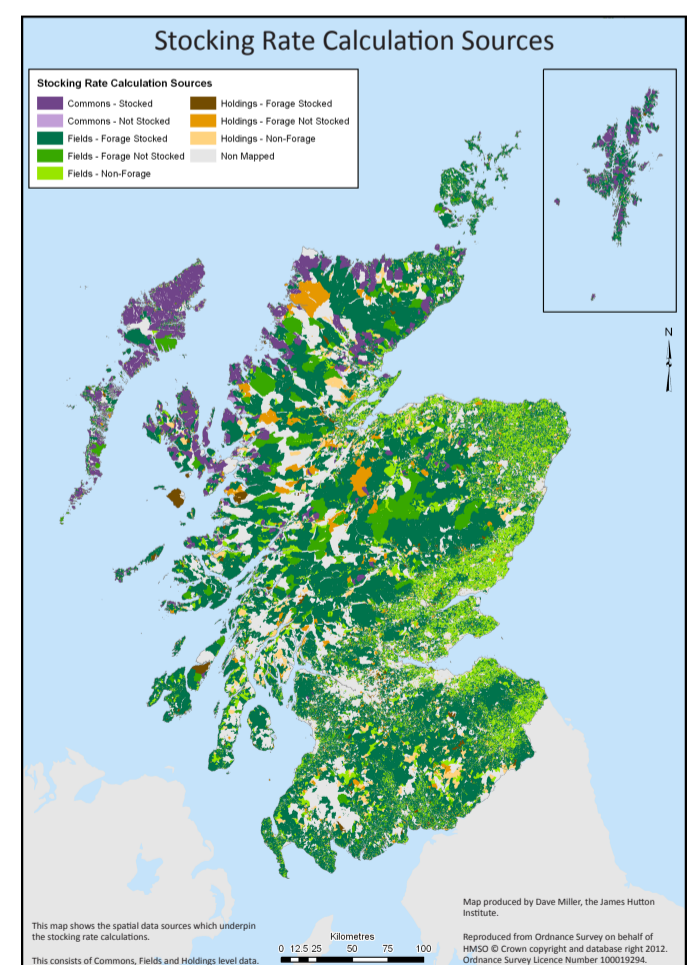 Stocking Rate Calculation Sources
Stocking Rate Calculation Sources
Commons - Stocked
Commons - Not Stocked
Fields - Forage Stocked
Fields - Forage Not Stocked
Fields - Non-Forage
Holdings - Forage Stocked
Holdings - Forage Not Stocked
Holdings - Non-Forage
Non Mapped
N
This map shows the spatial data sources which underpin
the stocking rate calculations.
This consists of Commons, Fields and Holdings level data.
Kilometres
0 12.5 25 50 75 100
Map produced by Dave Miller, the James Hutton
Institute.
Reproduced from Ordnance Survey on behalf of
HMSO © Crown copyright and database right 2012.
Ordnance Survey Licence Number 100019294.